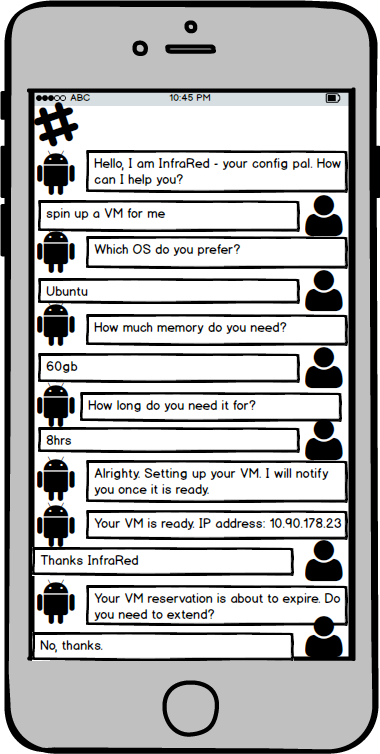 ABC 10:45 PM
#
Hello, I am InfraRed - your config pal. How
can I help you?
spin up a VM for me
Which OS do you prefer?
Ubuntu
How much memory do you need?
60gb
How long do you need it for?
8hrs
Alrighty. Setting up your VM. I will notify
you once it is ready.
Your VM is ready. IP address: 10.90.178.23
Thanks InfraRed
Your VM reservation is about to expire. Do
you need to extend?
No, thanks.